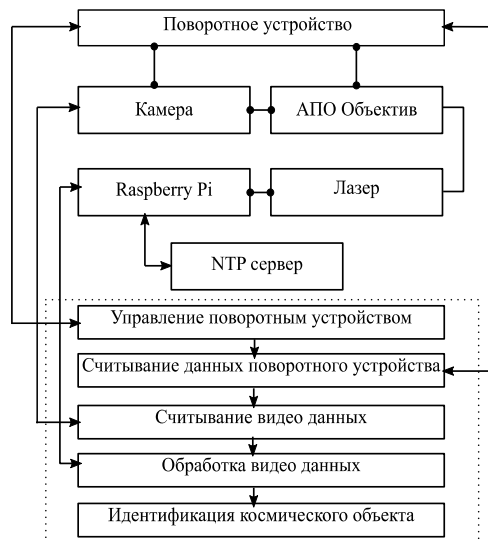 Поворотное устройство
Камера
АПО Объектив
Raspberry Pi
Лазер
NTP сервер
Управление поворотным устройством
Считывание данных поворотного устройства
Считывание видео данных
Обработка видео данных
Идентификация космического объекта